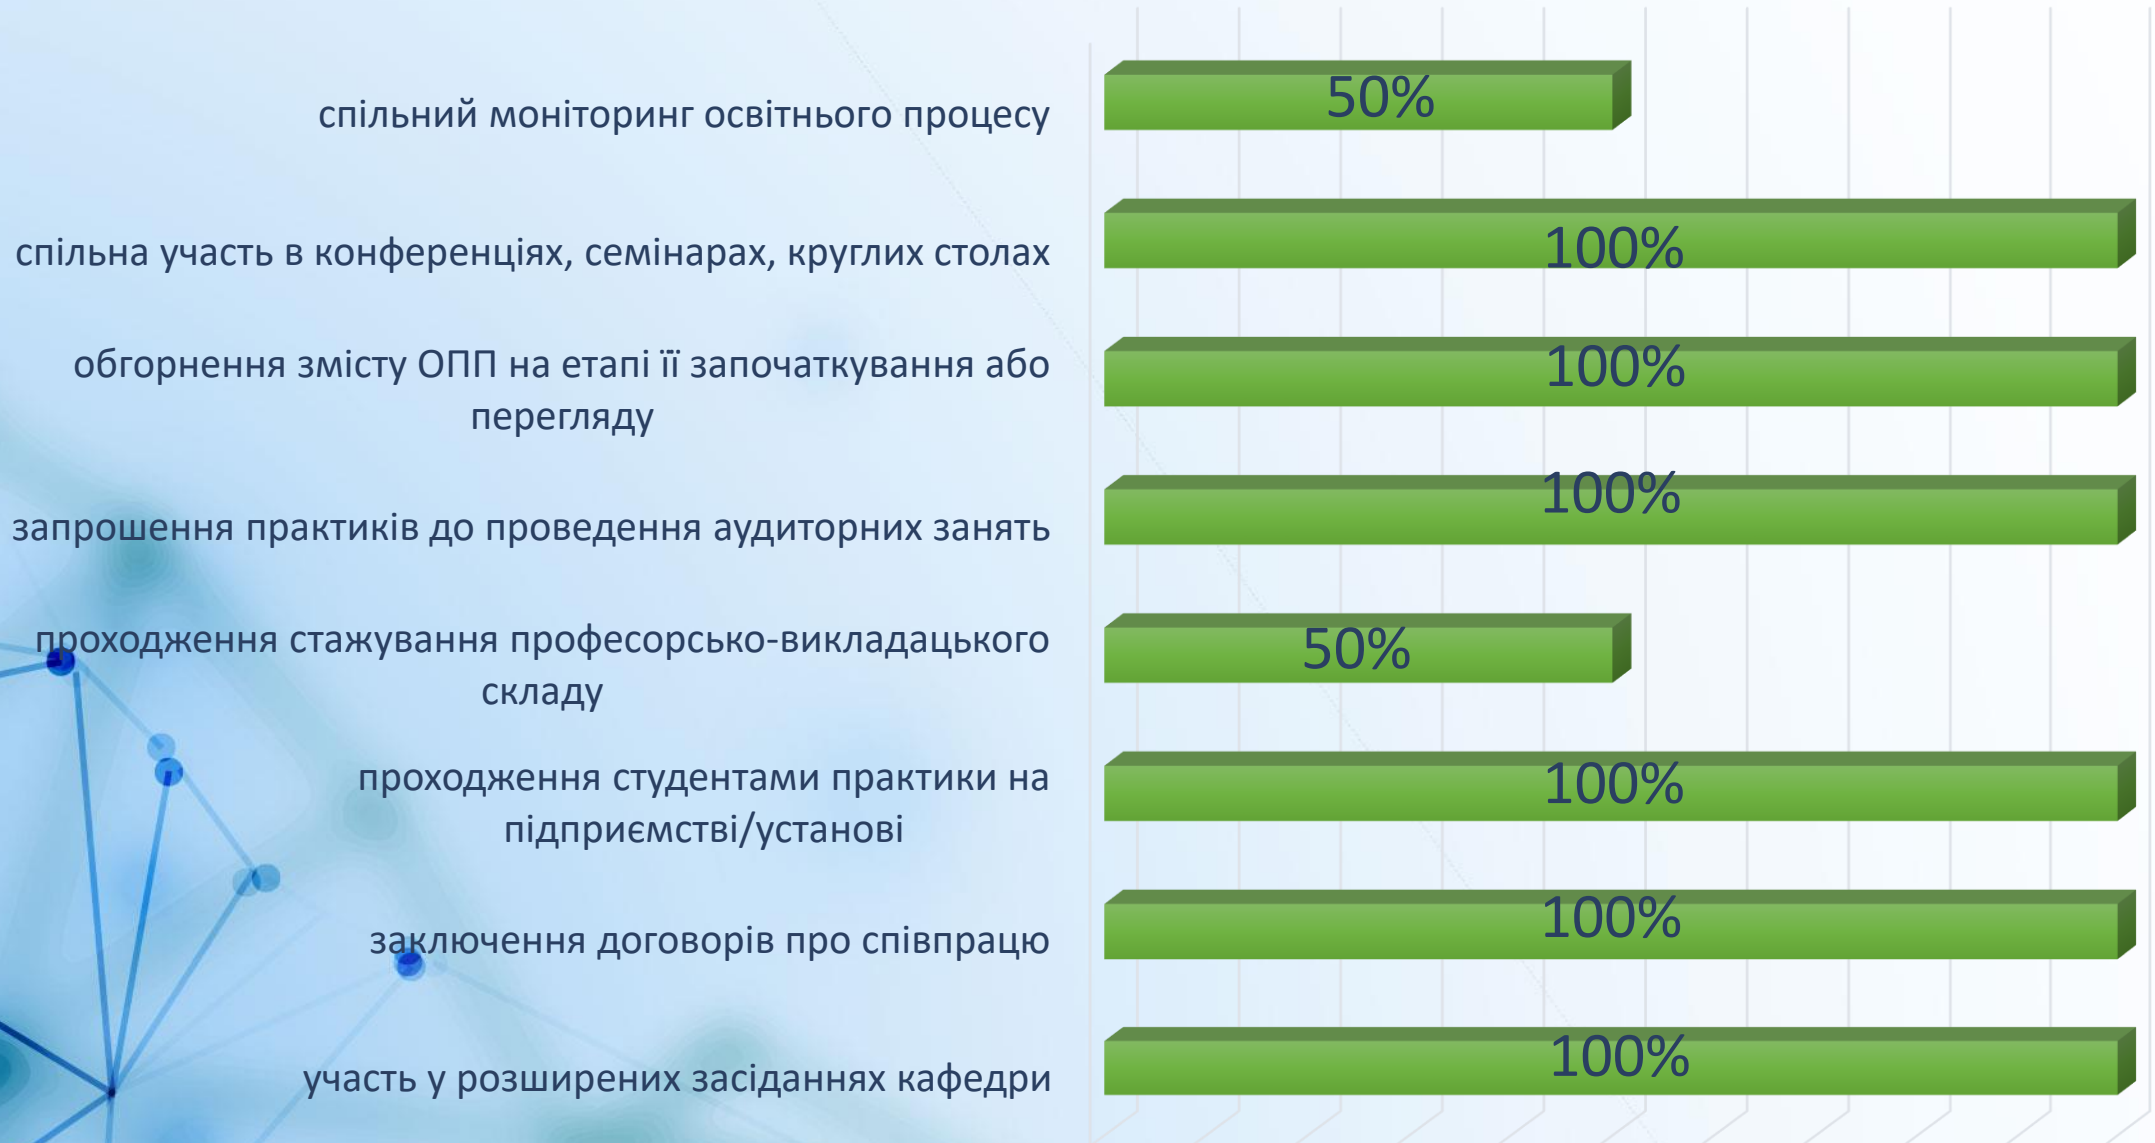 спільний моніторинг освітнього процесу
50%
спільна участь в конференціях, семінарах, круглих столах
100%
обгорнення змісту ОПП на етапі її започаткування або
перегляду
100%
запрошення практиків до проведення аудиторних занять
100%
проходження стажування професорсько-викладацького
складу
50%
проходження студентами практики на
підприємстві/установі
100%
заключення договорів про співпрацю
100%
участь у розширених засіданнях кафедри
100%